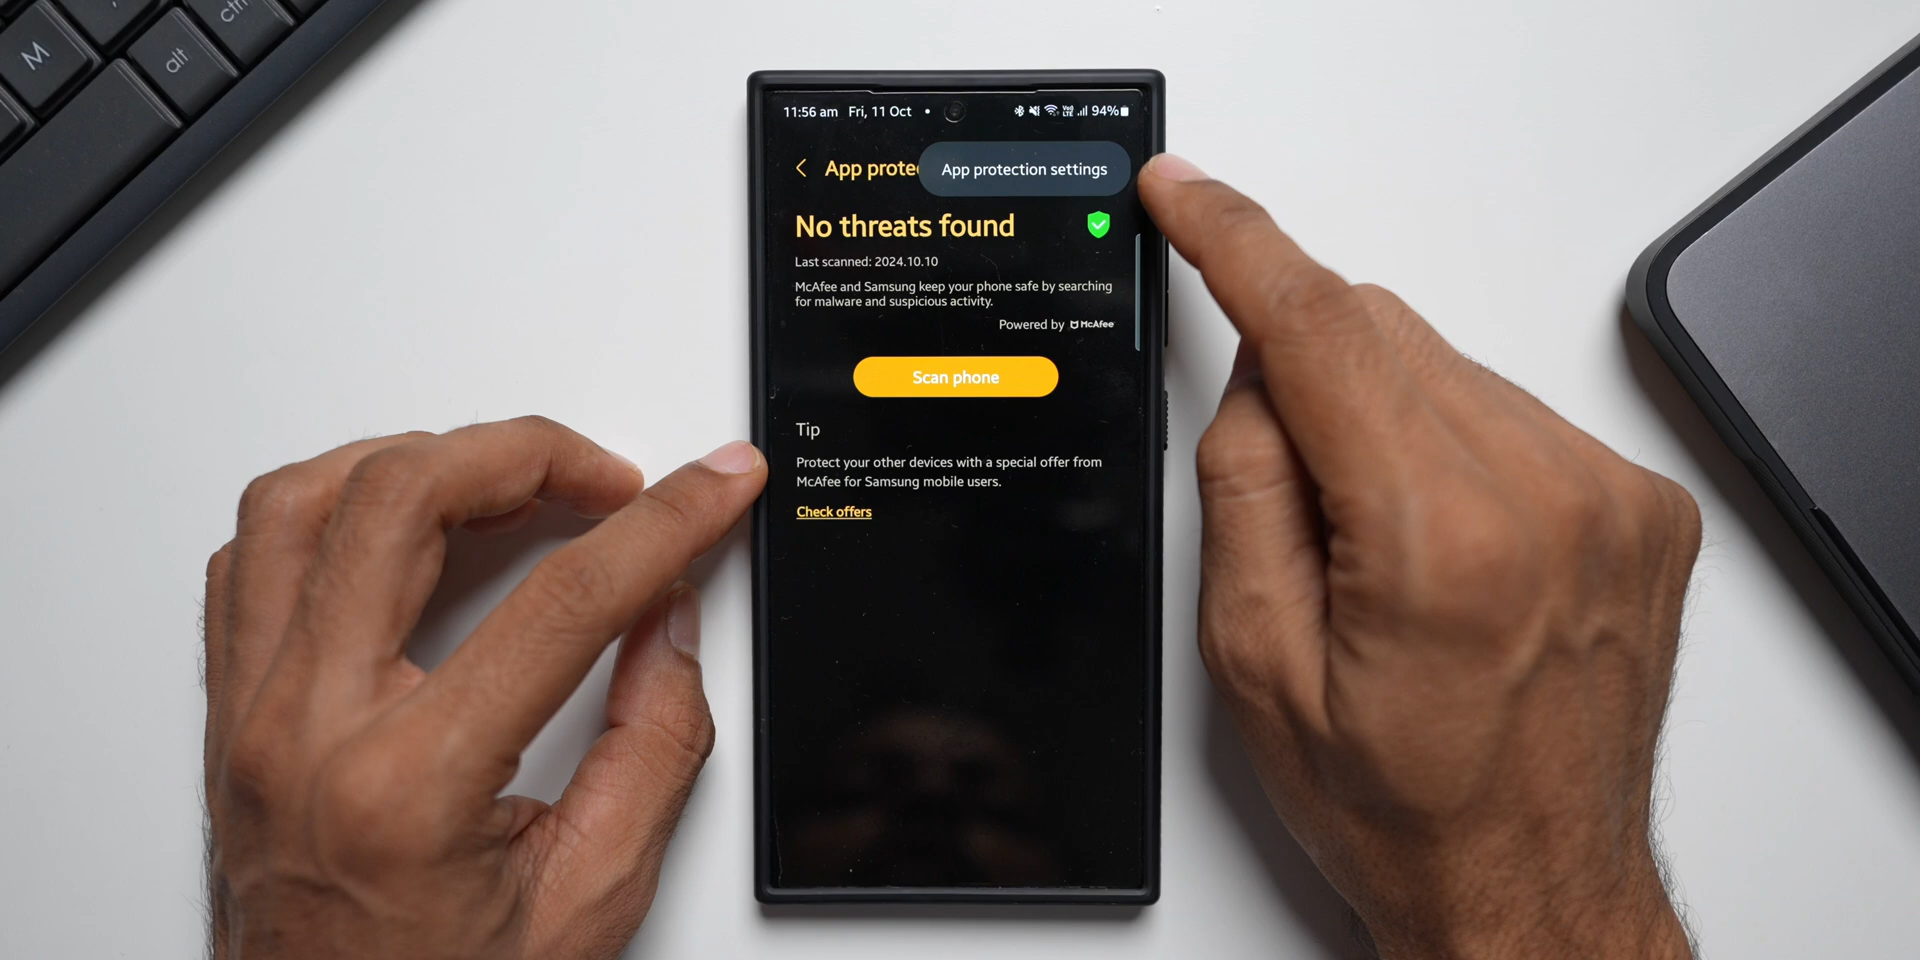 M
alt
ctrl
11:56 am Fri, 11 Oct
94%
App prote
App protection settings
No threats found
Last scanned: 2024.10.10
McAfee and Samsung keep your phone safe by searching
for malware and suspicious activity.
Powered by McAfee
Scan phone
Tip
Protect your other devices with a special offer from
McAfee for Samsung mobile users.
Check offers